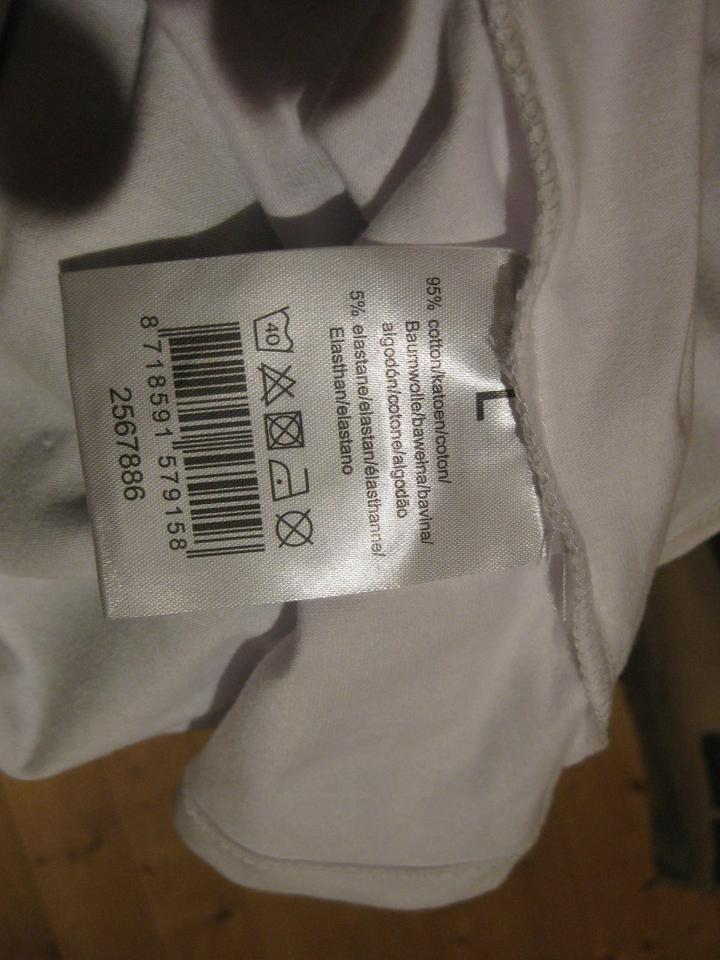 L
95% cotton/katoen/coton/
Baumwolle/bawełna/bavlna/
algodón/cotone/algodão
5% elastane/elastan/élasthanne/
Elasthan/elastano
40
8 718591 579158
2567886